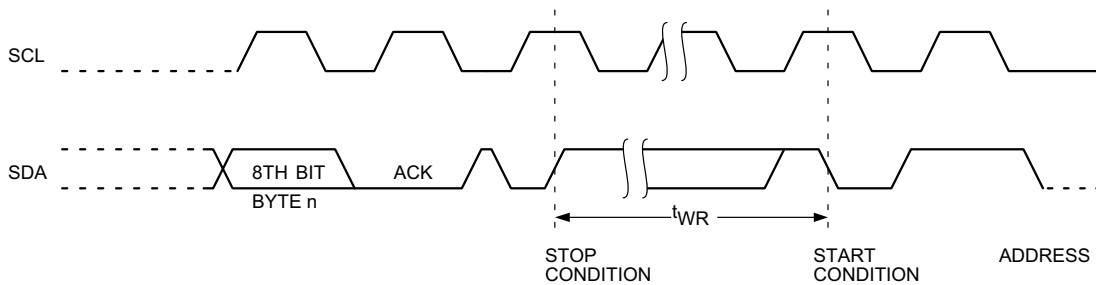 SCL
SDA
8TH BIT
ACK
BYTE n
tWR
STOP
CONDITION
START
CONDITION
ADDRESS